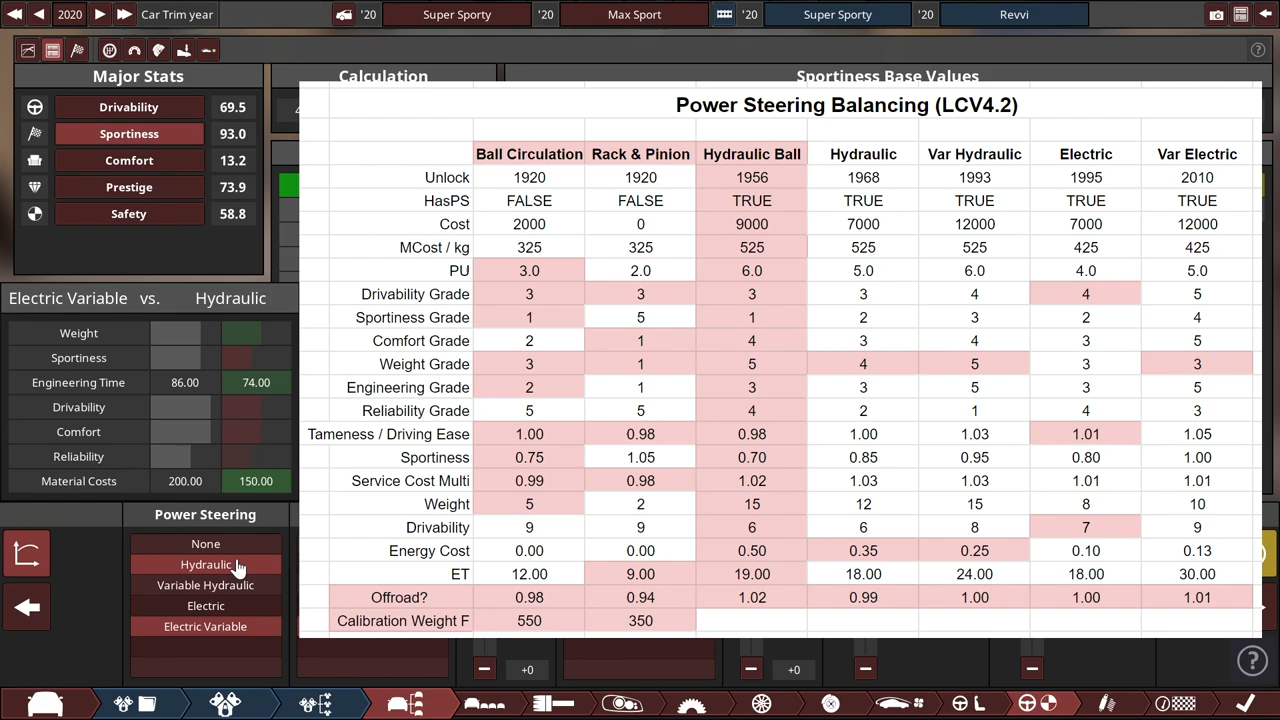 2020 Car Trim year '20 Super Sporty '20 Max Sport '20 Super Sporty '20 Revvi
Major Stats Calculation Sportiness Base Values
Drivability 69.5
Sportiness 93.0
Comfort 13.2
Prestige 73.9
Safety 58.8
Electric Variable vs. Hydraulic
Weight
Sportiness
Engineering Time 86.00 74.00
Drivability
Comfort
Reliability
Material Costs 200.00 150.00
Power Steering
None
Hydraulic
Variable Hydraulic
Electric
Electric Variable
Power Steering Balancing (LCV4.2)
Ball Circulation Rack & Pinion Hydraulic Ball Hydraulic Var Hydraulic Electric Var Electric
Unlock 1920 1920 1956 1968 1993 1995 2010
HasPS FALSE FALSE TRUE TRUE TRUE TRUE TRUE
Cost 2000 0 9000 7000 12000 7000 12000
MCost / kg 325 325 525 525 525 425 425
PU 3.0 2.0 6.0 5.0 6.0 4.0 5.0
Drivability Grade 3 3 3 3 4 4 5
Sportiness Grade 1 5 1 2 3 2 4
Comfort Grade 2 1 4 3 4 3 5
Weight Grade 3 1 5 4 5 3 3
Engineering Grade 2 1 3 3 5 3 5
Reliability Grade 5 5 4 2 1 4 3
Tameness / Driving Ease 1.00 0.98 0.98 1.00 1.03 1.01 1.05
Sportiness 0.75 1.05 0.70 0.85 0.95 0.80 1.00
Service Cost Multi 0.99 0.98 1.02 1.03 1.03 1.01 1.01
Weight 5 2 15 12 15 8 10
Drivability 9 9 6 6 8 7 9
Energy Cost 0.00 0.00 0.50 0.35 0.25 0.10 0.13
ET 12.00 9.00 19.00 18.00 24.00 18.00 30.00
Offroad? 0.98 0.94 1.02 0.99 1.00 1.00 1.01
Calibration Weight F 550 350
+0 +0